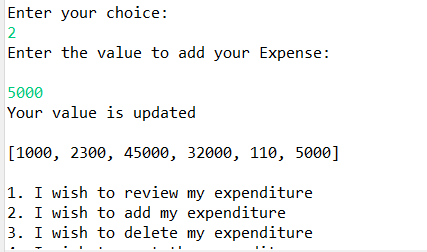 Enter your choice:
2
Enter the value to add your Expense:
5000
Your value is updated
[1000, 2300, 45000, 32000, 110, 5000]
1. I wish to review my expenditure
2. I wish to add my expenditure
3. I wish to delete my expenditure